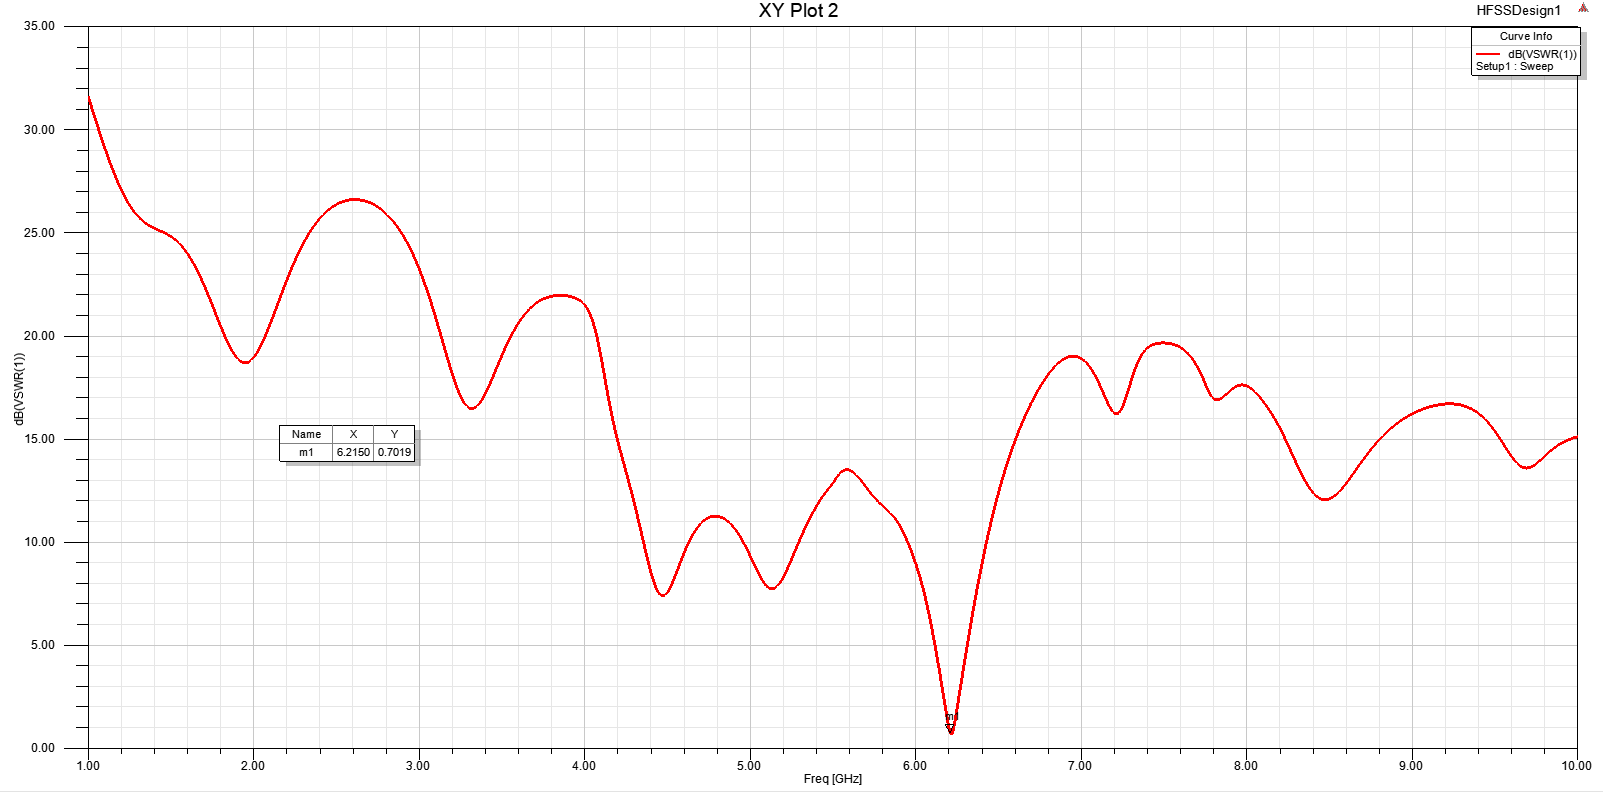 XY Plot 2
HFSSDesign1
Curve Info
dB(VSWR(1))
Setup1 : Sweep
35.00
30.00
25.00
20.00
15.00
10.00
5.00
0.00
dB(VSWR(1))
Name X Y
m1 6.2150 0.7019
m1
1.00 2.00 3.00 4.00 5.00 6.00 7.00 8.00 9.00 10.00
Freq [GHz]